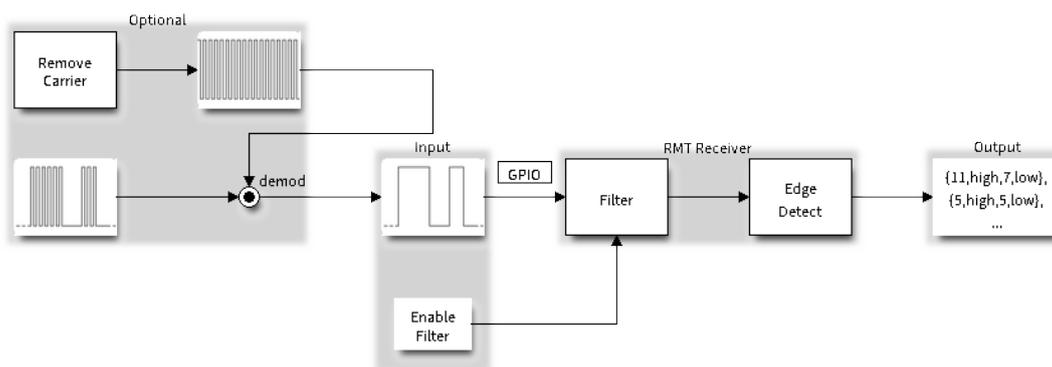 Optional
Remove
Carrier
demod
Input
GPIO
RMT Receiver
Filter
Edge
Detect
Output
{11,high,7,low},
{5,high,5,low},
...
Enable
Filter